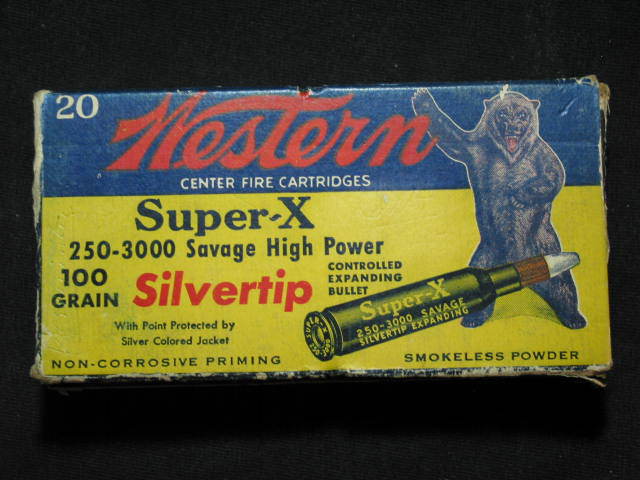 20
Western
CENTER FIRE CARTRIDGES
Super-X
250-3000 Savage High Power
100
GRAIN
Silvertip
CONTROLLED
EXPANDING
BULLET
With Point Protected by
Silver Colored Jacket
Super-X
250-3000 SAVAGE
SILVERTIP EXPANDING
NON-CORROSIVE PRIMING
SMOKELESS POWDER